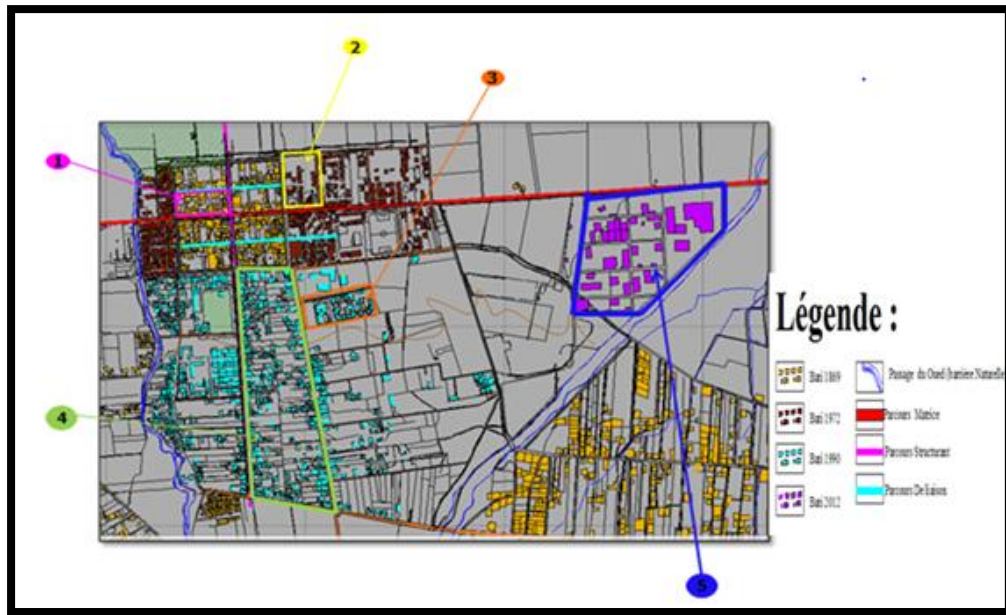 2
3
1
4
5
Légende :
Bati 1869
Bati 1972
Bati 1990
Bati 2012
Passage du Oued (barrière Naturelle
Parcours Matrice
Parcours Structurant
Parcours De liaison